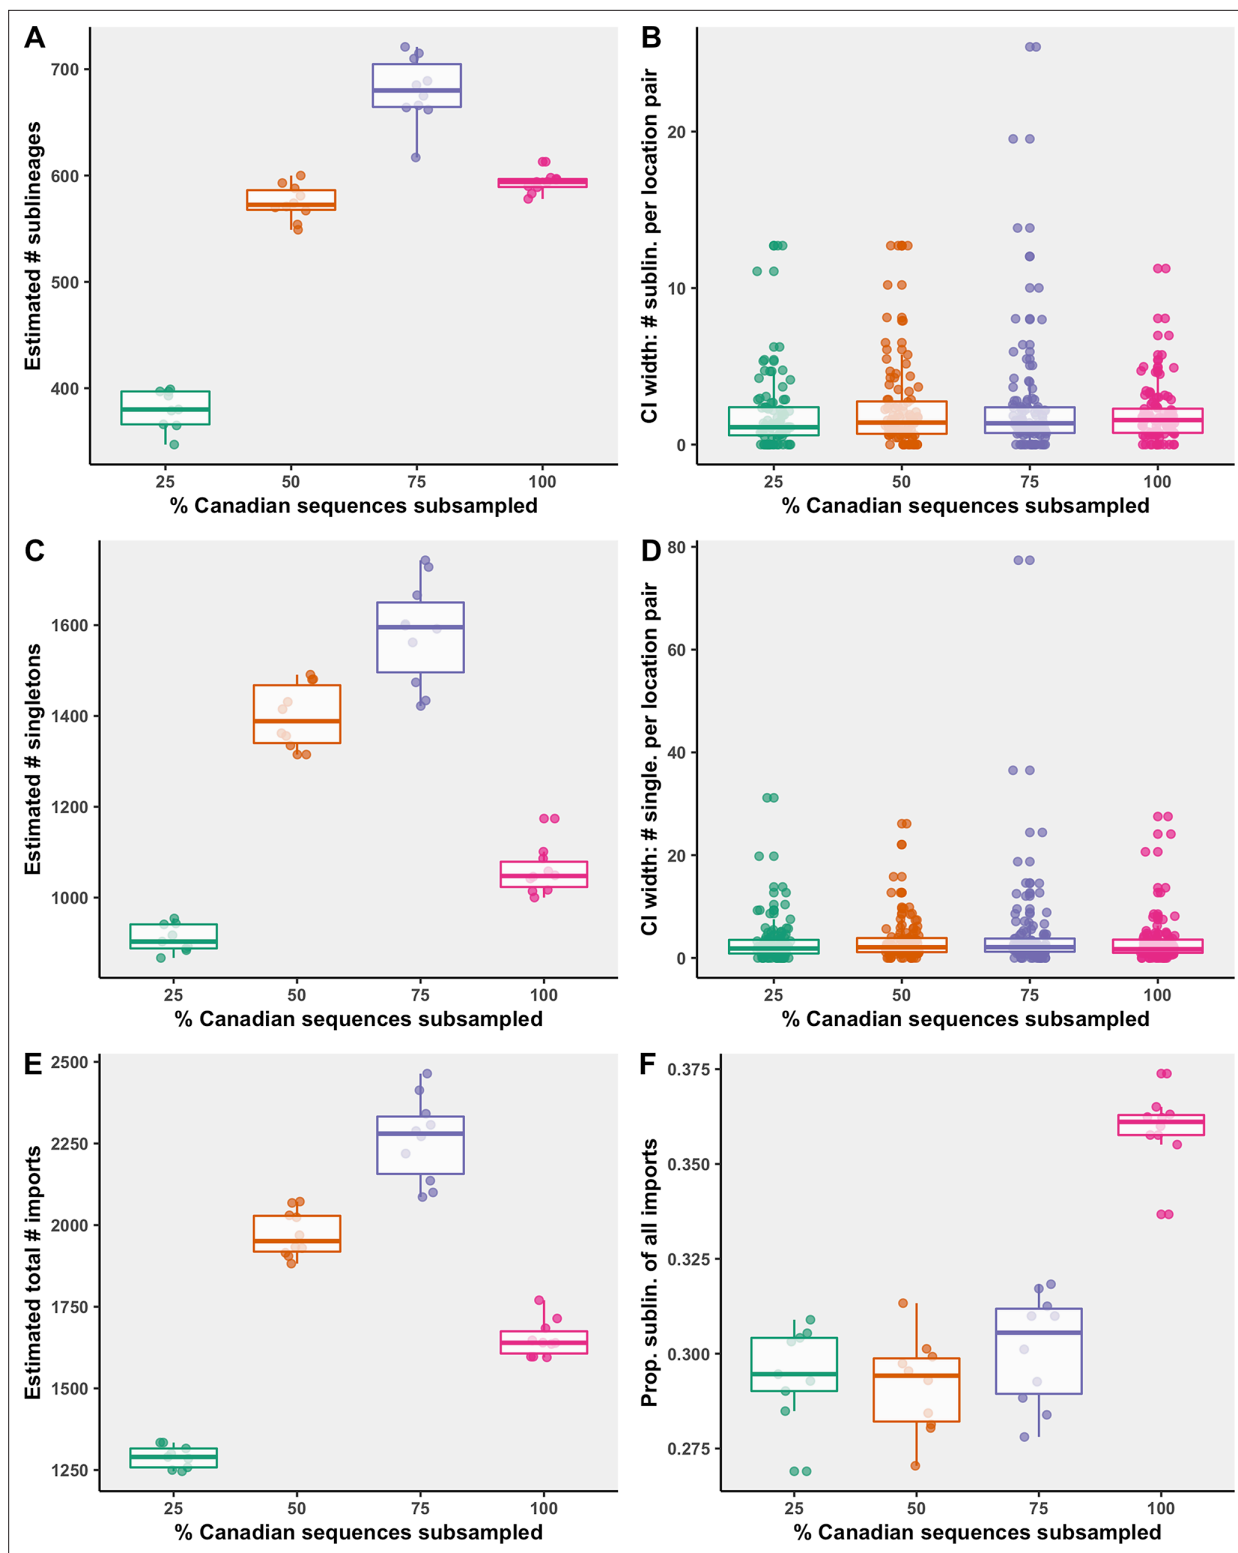 A
Estimated # sublineages
700
600
500
400
25 50 75 100
% Canadian sequences subsampled
B
CI width: # sublin. per location pair
20
10
0
25 50 75 100
% Canadian sequences subsampled
C
Estimated # singletons
1600
1400
1200
1000
25 50 75 100
% Canadian sequences subsampled
D
CI width: # single. per location pair
80
60
40
20
0
25 50 75 100
% Canadian sequences subsampled
E
Estimated total # imports
2500
2250
2000
1750
1500
1250
25 50 75 100
% Canadian sequences subsampled
F
Prop. sublin. of all imports
0.375
0.350
0.325
0.300
0.275
25 50 75 100
% Canadian sequences subsampled